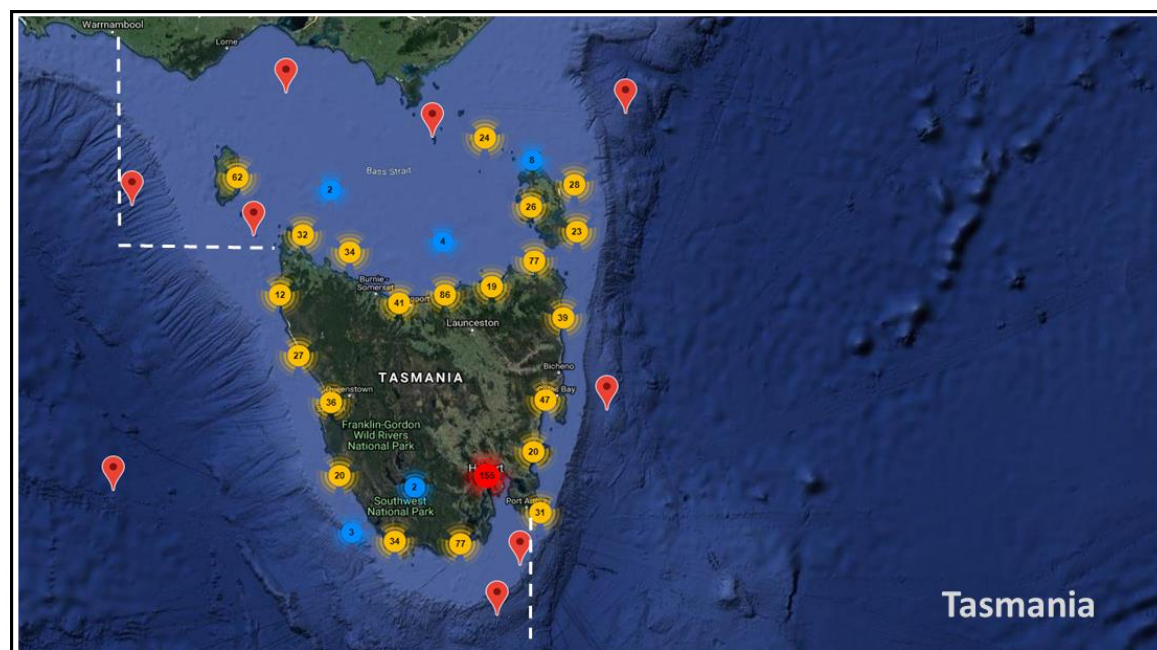 Warrnambool
Lorne
24
8
62
2
Bass Strait
28
26
23
32
34
4
77
Burnie -
Somerset
12
41
86
19
39
Launceston
27
Bicheno
TASMANIA
36
47
Bay
Franklin-Gordon
Wild Rivers
National Park
20
20
155
2
Southwest
National Park
31
3
34
77
Tasmania